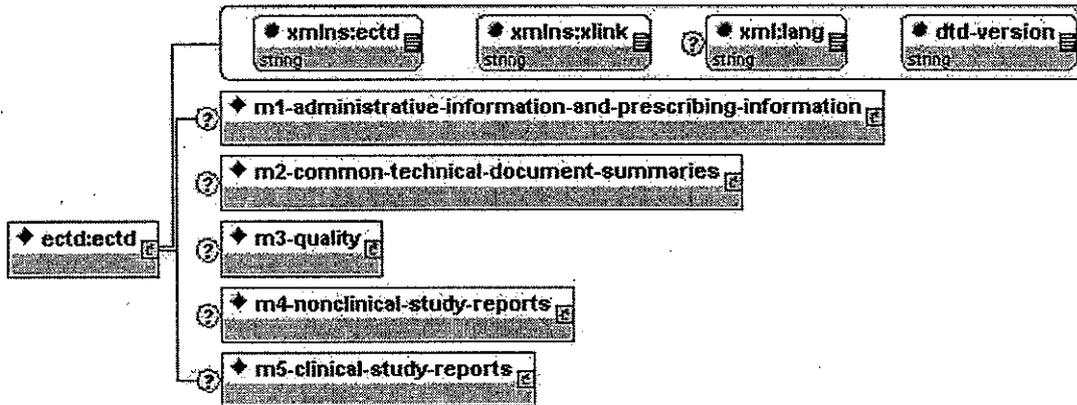 xmlns:ectd xmlns:xlink ? xml:lang dtd-version
string string string string
? m1-administrative-information-and-prescribing-information
? m2-common-technical-document-summaries
ectd:ectd ? m3-quality
? m4-nonclinical-study-reports
? m5-clinical-study-reports